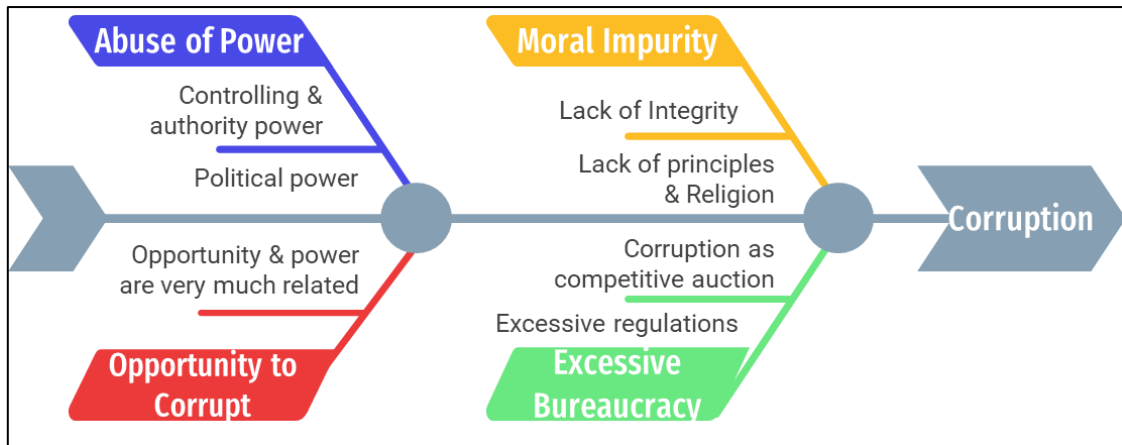 Abuse of Power
Controlling &
authority power
Political power
Moral Impurity
Lack of Integrity
Lack of principles
& Religion
Corruption
Opportunity & power
are very much related
Opportunity to
Corrupt
Corruption as
competitive auction
Excessive regulations
Excessive
Bureaucracy